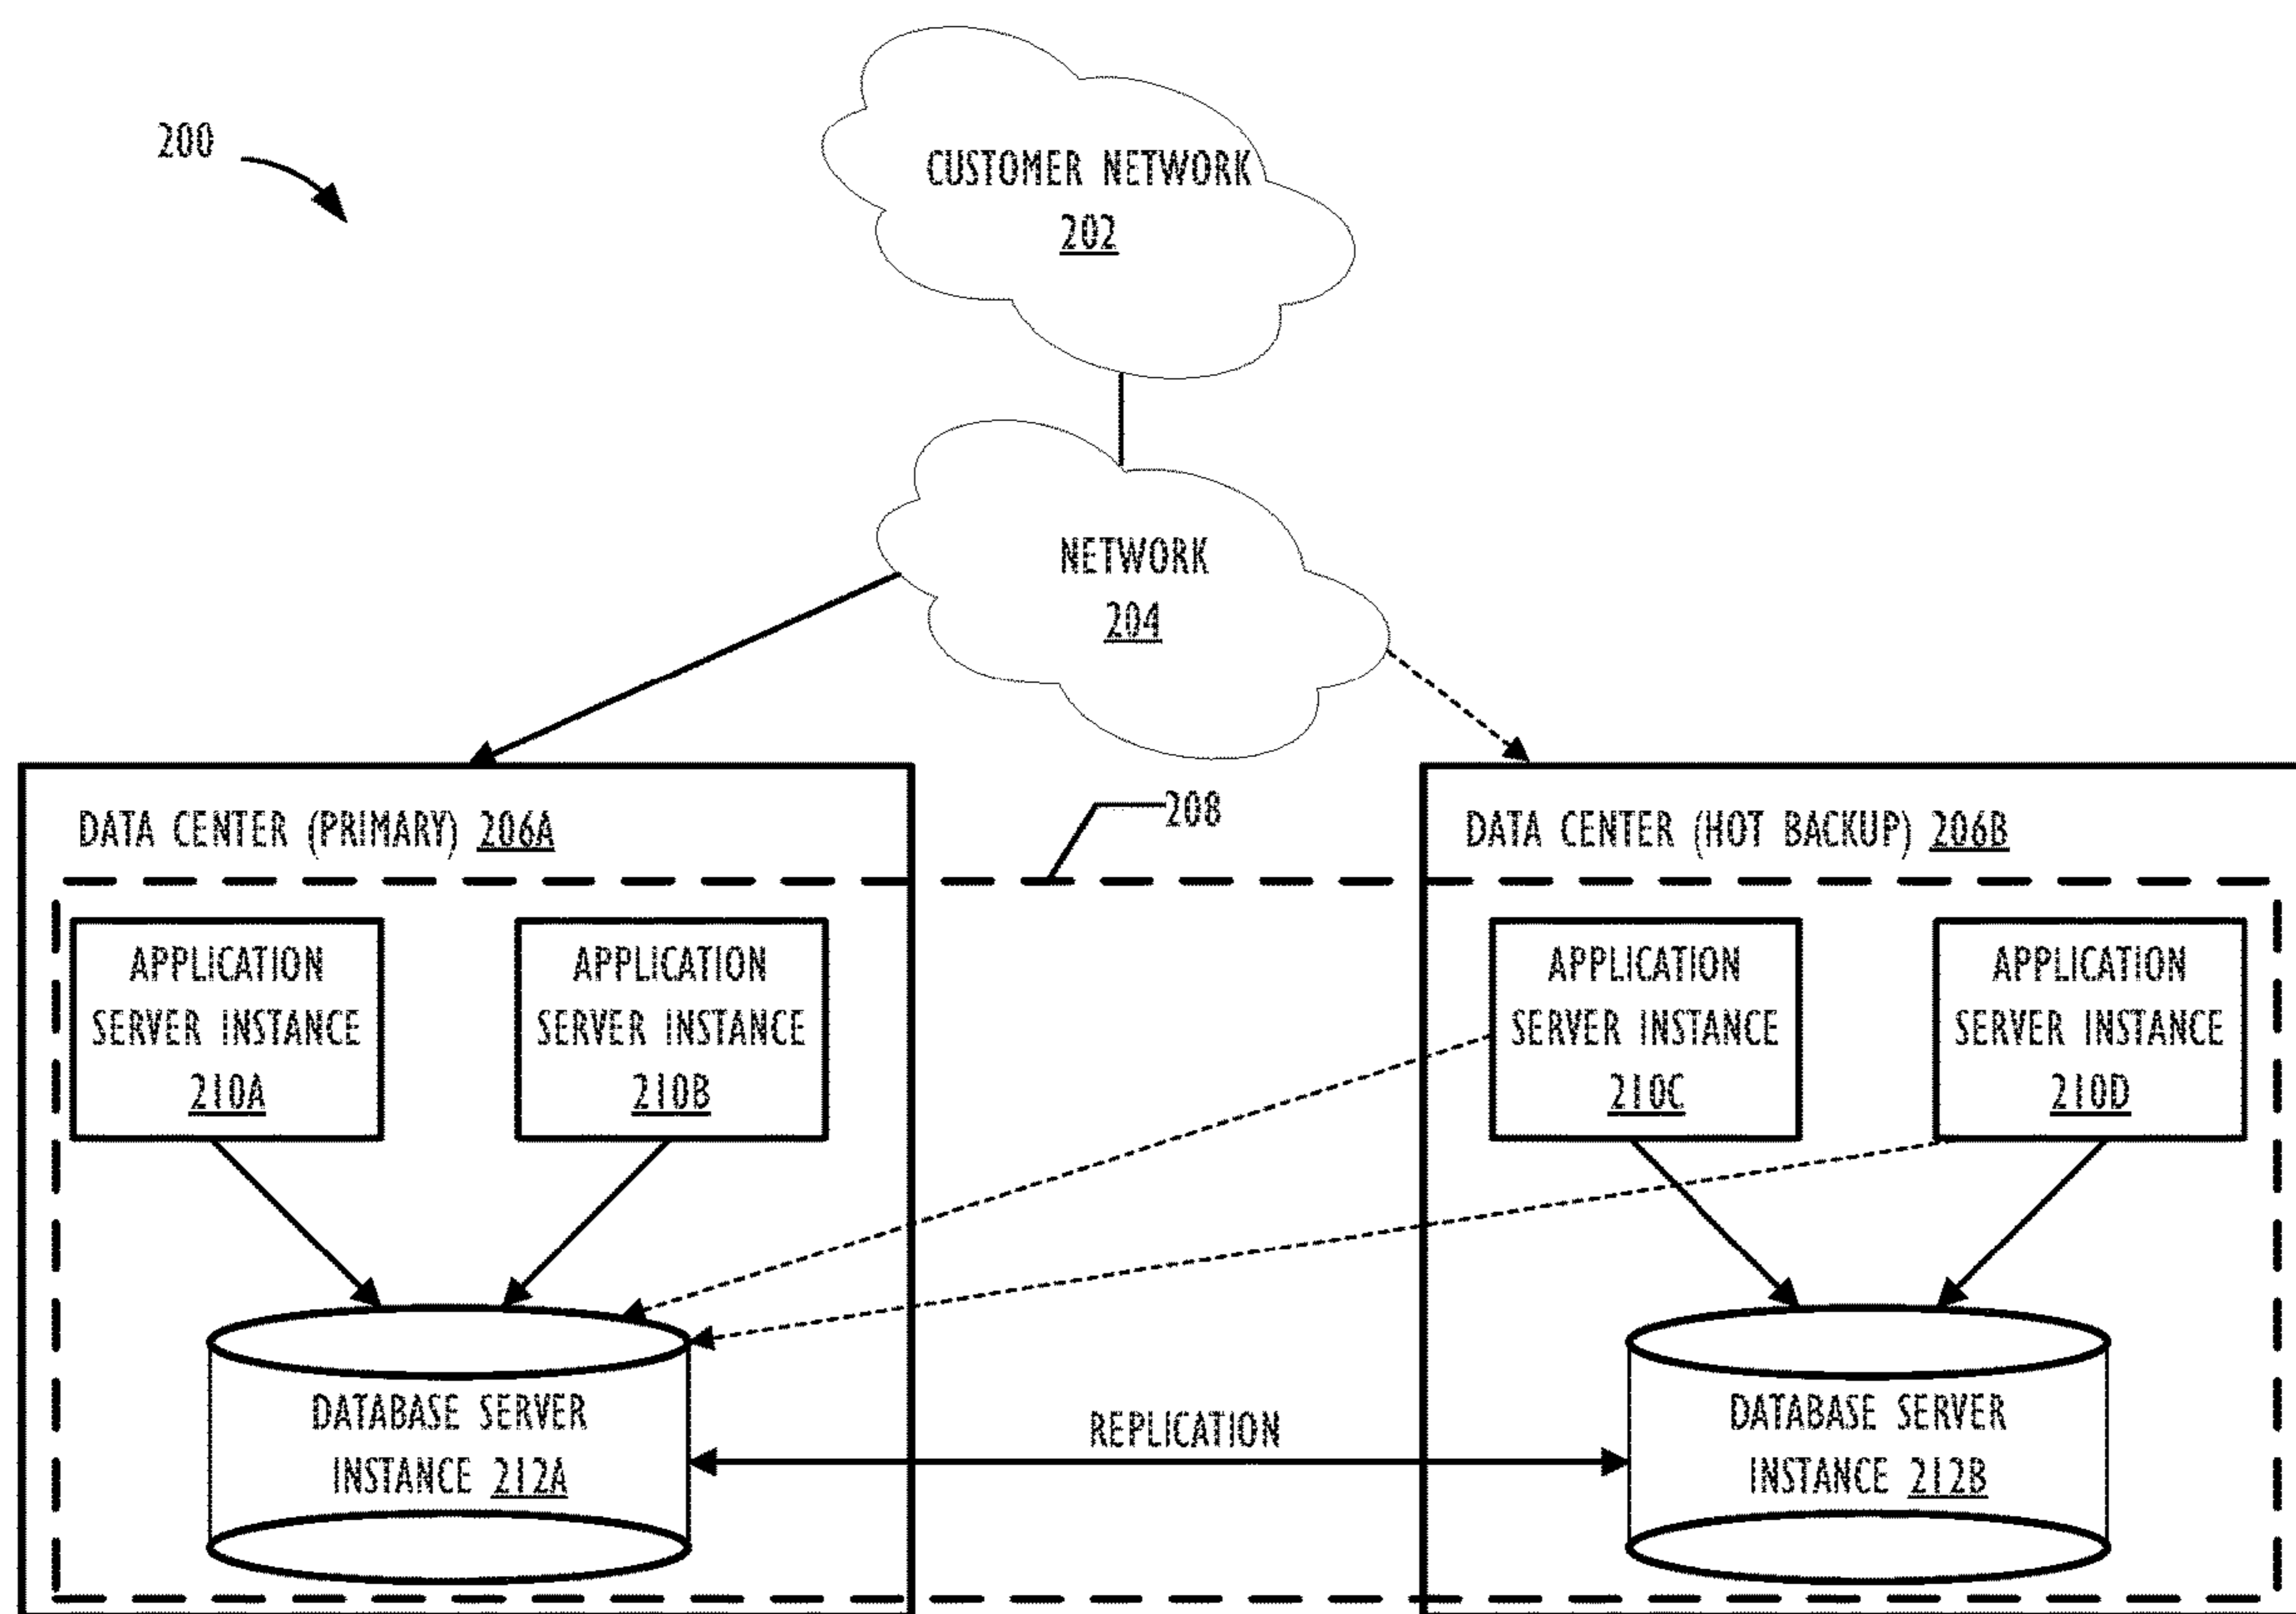 200
CUSTOMER NETWORK
202
NETWORK
204
208
DATA CENTER (PRIMARY) 206A
APPLICATION
SERVER INSTANCE
210A
APPLICATION
SERVER INSTANCE
210B
DATABASE SERVER
INSTANCE 212A
REPLICATION
DATA CENTER (HOT BACKUP) 206B
APPLICATION
SERVER INSTANCE
210C
APPLICATION
SERVER INSTANCE
210D
DATABASE SERVER
INSTANCE 212B